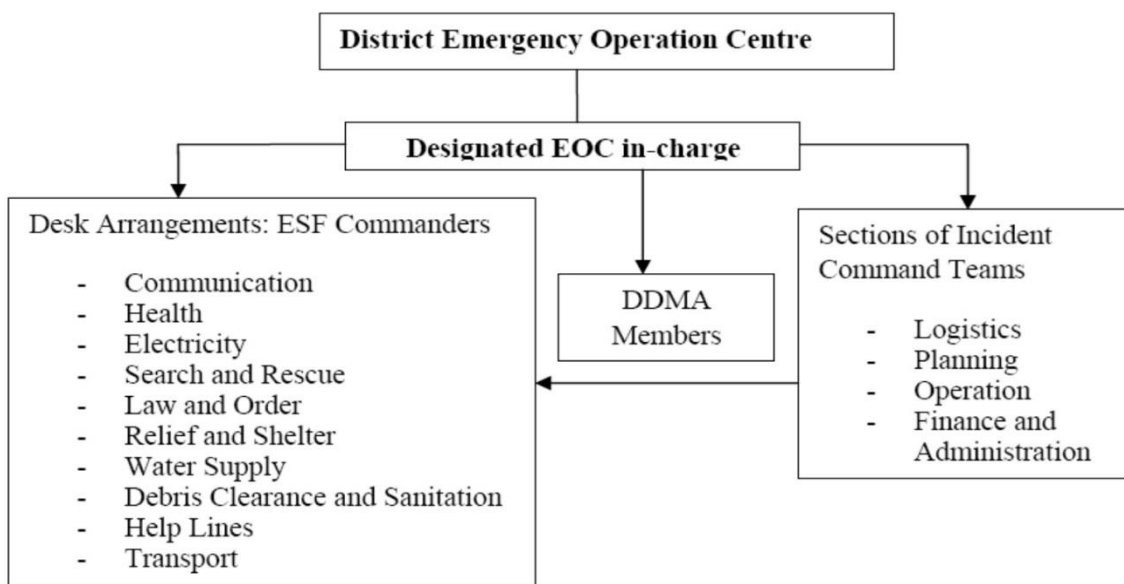 District Emergency Operation Centre
Designated EOC in-charge
Desk Arrangements: ESF Commanders
- Communication
- Health
- Electricity
- Search and Rescue
- Law and Order
- Relief and Shelter
- Water Supply
- Debris Clearance and Sanitation
- Help Lines
- Transport
DDMA
Members
Sections of Incident
Command Teams
- Logistics
- Planning
- Operation
- Finance and
Administration